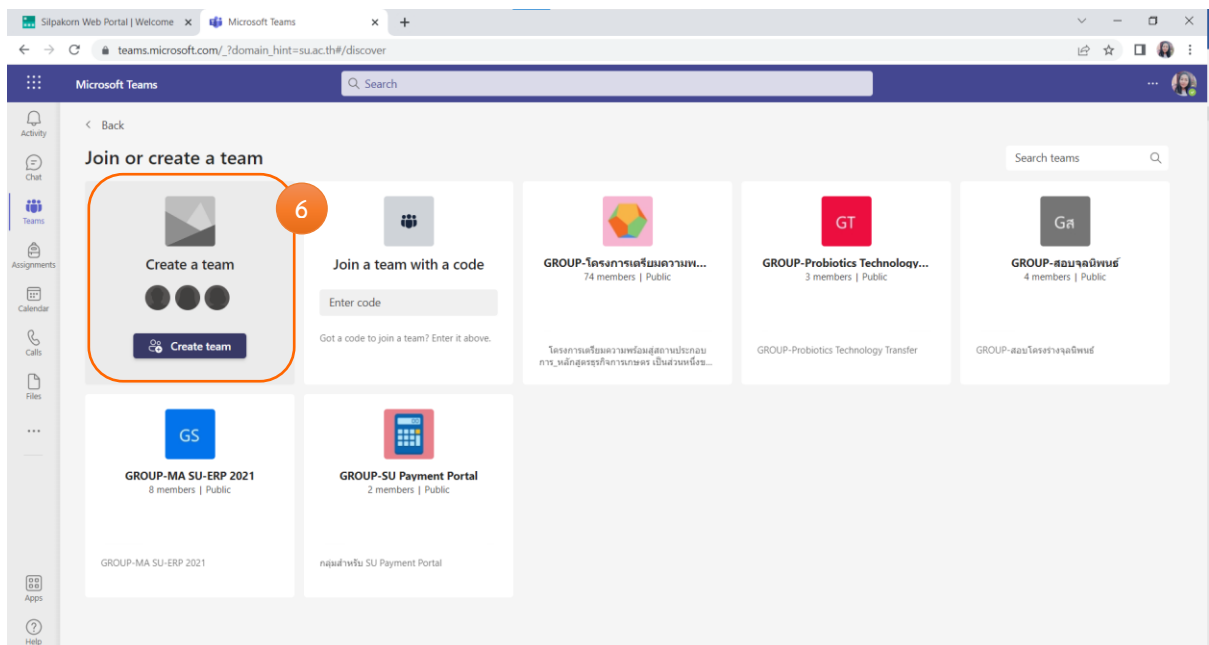 Silpakorn Web Portal | Welcome
Microsoft Teams
teams.microsoft.com/_?domain_hint=su.ac.th#/discover
Microsoft Teams
Search
Activity
Chat
Teams
Assignments
Calendar
Calls
Files
Apps
Help
Back
Join or create a team
Search teams
6
Create a team
Create team
Join a team with a code
Enter code
Got a code to join a team? Enter it above.
GROUP-โครงการเตรียมความพ...
74 members | Public
โครงการเตรียมความพร้อมสู่สถานประกอบ
การ_หลักสูตรธุรกิจการเกษตร เป็นส่วนหนึ่งข...
GT
GROUP-Probiotics Technology...
3 members | Public
GROUP-Probiotics Technology Transfer
Gส
GROUP-สอบจุลนิพนธ์
4 members | Public
GROUP-สอบโครงร่างจุลนิพนธ์
GS
GROUP-MA SU-ERP 2021
8 members | Public
GROUP-MA SU-ERP 2021
GROUP-SU Payment Portal
2 members | Public
กลุ่มสำหรับ SU Payment Portal